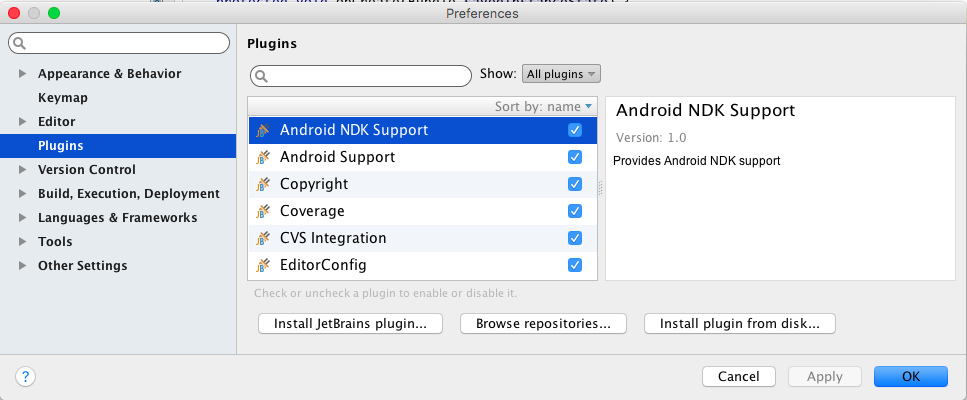 Preferences
Appearance & Behavior
Keymap
Editor
Plugins
Version Control
Build, Execution, Deployment
Languages & Frameworks
Tools
Other Settings
Plugins
Show: All plugins
Sort by: name
Android NDK Support
Android Support
Copyright
Coverage
CVS Integration
EditorConfig
Android NDK Support
Version: 1.0
Provides Android NDK support
Check or uncheck a plugin to enable or disable it.
Install JetBrains plugin...
Browse repositories...
Install plugin from disk...
?
Cancel
Apply
OK